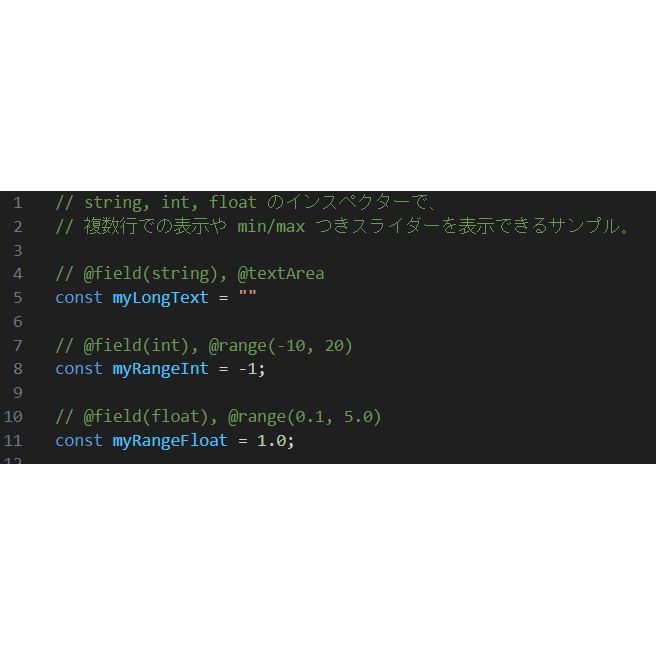 1 // string, int, float のインスペクターで、
2 // 複数行での表示や min/max つきスライダーを表示できるサンプル。
3
4 // @field(string), @textArea
5 const myLongText = ""
6
7 // @field(int), @range(-10, 20)
8 const myRangeInt = -1;
9
10 // @field(float), @range(0.1, 5.0)
11 const myRangeFloat = 1.0;
12